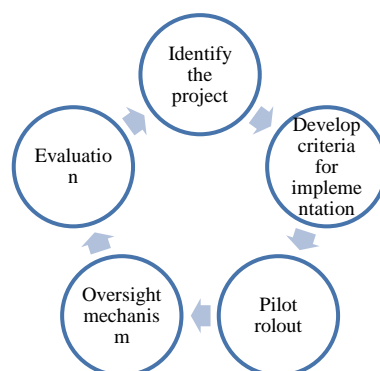 Identify
the
project
Develop
criteria
for
impleme
ntation
Pilot
rolout
Oversight
mechanis
m
Evaluatio
n